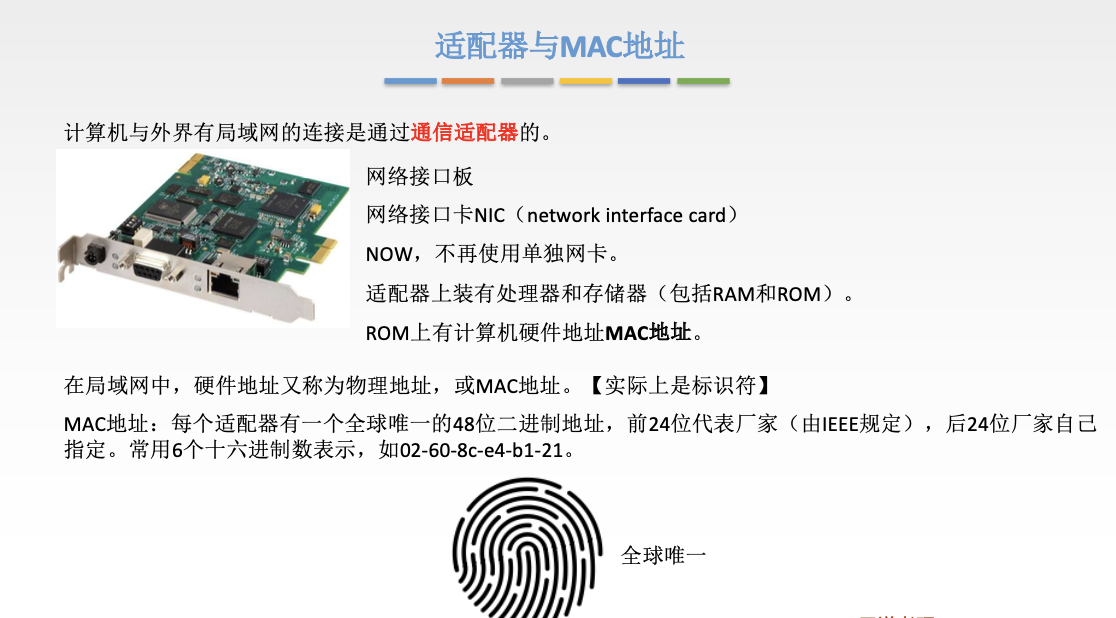 适配器与MAC地址
计算机与外界有局域网的连接是通过通信适配器的。
网络接口板
网络接口卡NIC（network interface card）
NOW，不再使用单独网卡。
适配器上装有处理器和存储器（包括RAM和ROM）。
ROM上有计算机硬件地址MAC地址。
在局域网中，硬件地址又称为物理地址，或MAC地址。【实际上是标识符】
MAC地址：每个适配器有一个全球唯一的48位二进制地址，前24位代表厂家（由IEEE规定），后24位厂家自己
指定。常用6个十六进制数表示，如02-60-8c-e4-b1-21。
全球唯一